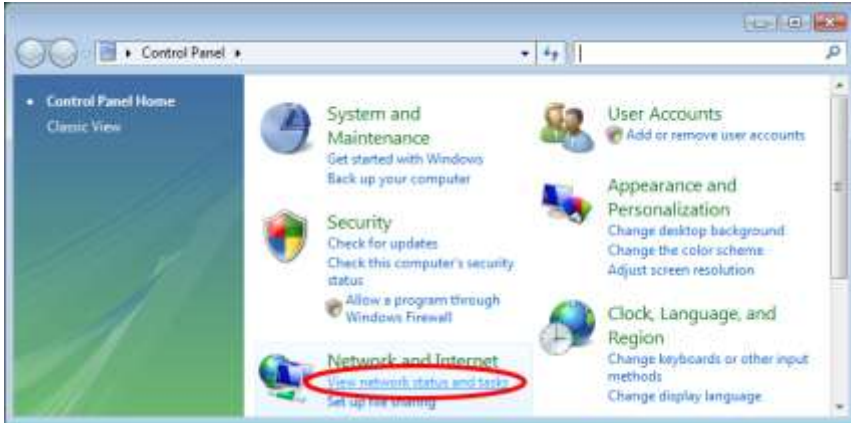 Control Panel
Control Panel Home
Classic View
System and
Maintenance
Get started with Windows
Back up your computer
Security
Check for updates
Check this computer's security
status
Allow a program through
Windows Firewall
Network and Internet
View network status and tasks
Set up file sharing
User Accounts
Add or remove user accounts
Appearance and
Personalization
Change desktop background
Change the color scheme
Adjust screen resolution
Clock, Language, and
Region
Change keyboards or other input
methods
Change display language